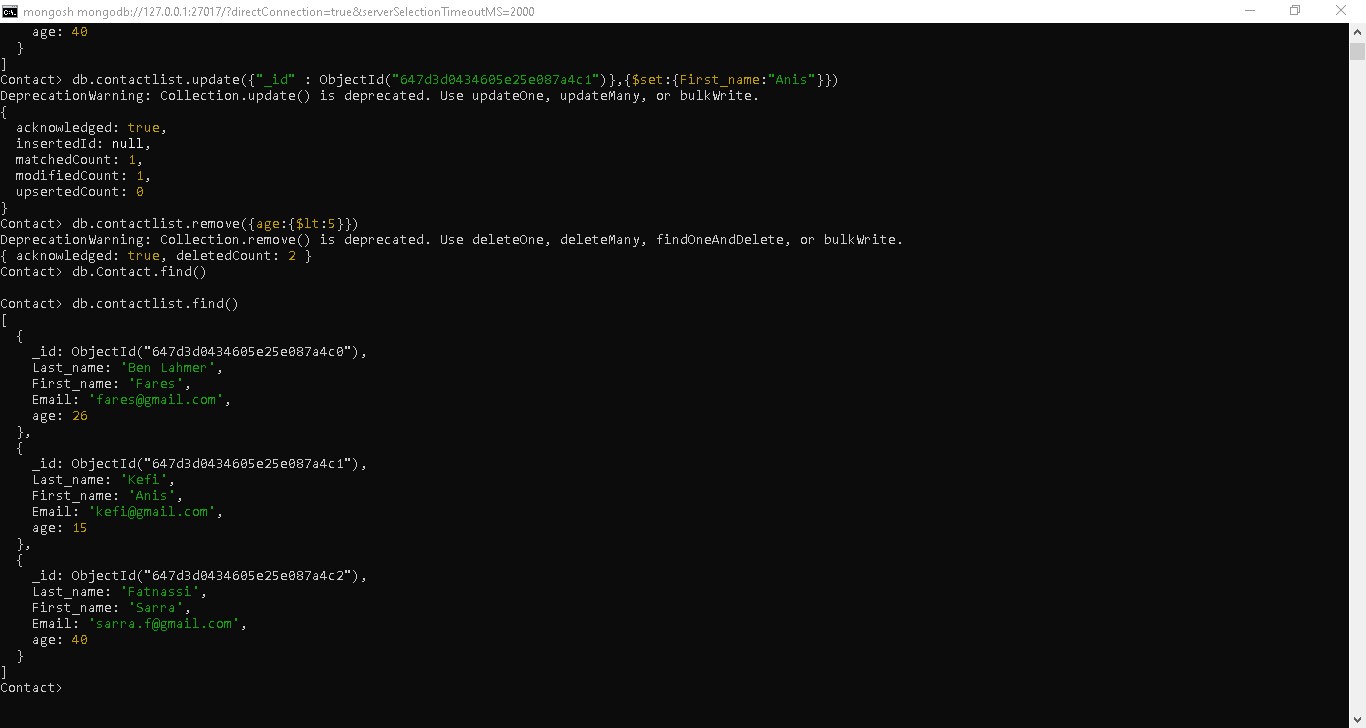 mongosh mongodb://127.0.0.1:27017/?directConnection=true&serverSelectionTimeoutMS=2000
    age: 40
  }
]
Contact> db.contactlist.update({"_id" : ObjectId("647d3d0434605e25e087a4c1")},{$set:{First_name:"Anis"}})
DeprecationWarning: Collection.update() is deprecated. Use updateOne, updateMany, or bulkWrite.
{
  acknowledged: true,
  insertedId: null,
  matchedCount: 1,
  modifiedCount: 1,
  upsertedCount: 0
}
Contact> db.contactlist.remove({age:{$lt:5}})
DeprecationWarning: Collection.remove() is deprecated. Use deleteOne, deleteMany, findOneAndDelete, or bulkWrite.
{ acknowledged: true, deletedCount: 2 }
Contact> db.Contact.find()
Contact> db.contactlist.find()
[
  {
    _id: ObjectId("647d3d0434605e25e087a4c0"),
    Last_name: 'Ben Lahmer',
    First_name: 'Fares',
    Email: 'fares@gmail.com',
    age: 26
  },
  {
    _id: ObjectId("647d3d0434605e25e087a4c1"),
    Last_name: 'Kefi',
    First_name: 'Anis',
    Email: 'kefi@gmail.com',
    age: 15
  },
  {
    _id: ObjectId("647d3d0434605e25e087a4c2"),
    Last_name: 'Fatnassi',
    First_name: 'Sarra',
    Email: 'sarra.f@gmail.com',
    age: 40
  }
]
Contact>